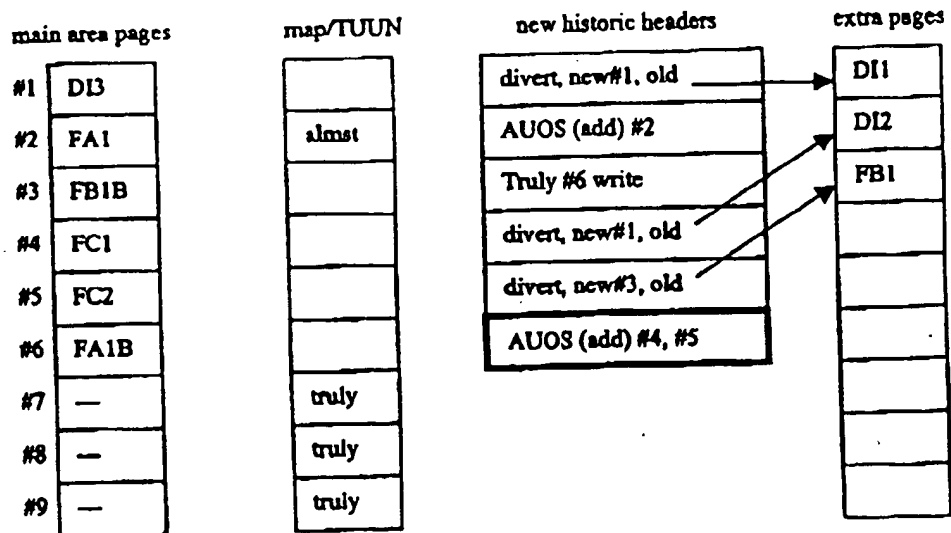 main area pages
map/TUUN
new historic headers
extra pages
#1 DI3
#2 FA1 almst
#3 FB1B
#4 FC1
#5 FC2
#6 FA1B
#7 — truly
#8 — truly
#9 — truly
divert, new#1, old
AUOS (add) #2
Truly #6 write
divert, new#1, old
divert, new#3, old
AUOS (add) #4, #5
DI1
DI2
FB1